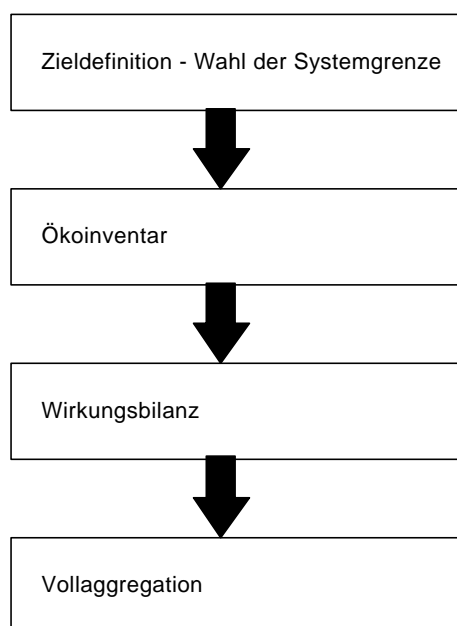 Zieldefinition - Wahl der Systemgrenze
Ökoinventar
Wirkungsbilanz
Vollaggregation